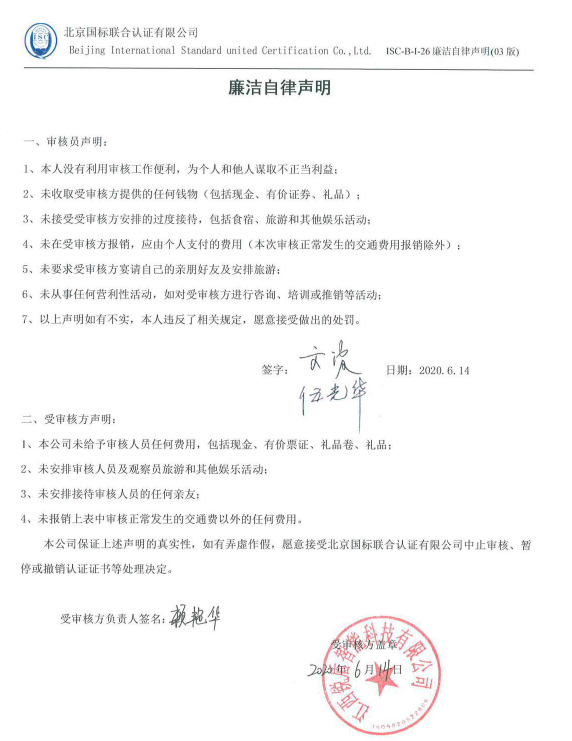 北京国标联合认证有限公司
Beijing International Standard united Certification Co.,Ltd. ISC-B-I-26 廉洁自律声明(03 版)
ISC
廉洁自律声明
一、审核员声明：
1、本人没有利用审核工作便利，为个人和他人谋取不正当利益；
2、未收取受审核方提供的任何钱物（包括现金、有价证券、礼品）；
3、未接受受审核方安排的过度接待，包括食宿、旅游和其他娱乐活动；
4、未在受审核方报销，应由个人支付的费用（本次审核正常发生的交通费用报销除外）；
5、未要求受审核方宴请自己的亲朋好友及安排旅游；
6、未从事任何营利性活动，如对受审核方进行咨询、培训或推销等活动；
7、以上声明如有不实，本人违反了相关规定，愿意接受做出的处罚。
签字：文波 日期：2020.6.14
伍光华
二、受审核方声明：
1、本公司未给予审核人员任何费用，包括现金、有价票证、礼品卷、礼品；
2、未安排审核人员及观察员旅游和其他娱乐活动；
3、未安排接待审核人员的任何亲友；
4、未报销上表中审核正常发生的交通费以外的任何费用。
本公司保证上述声明的真实性，如有弄虚作假，愿意接受北京国标联合认证有限公司中止审核、暂
停或撤销认证证书等处理决定。
受审核方负责人签名：赖艳华
受审核方盖章
2020年6月14日